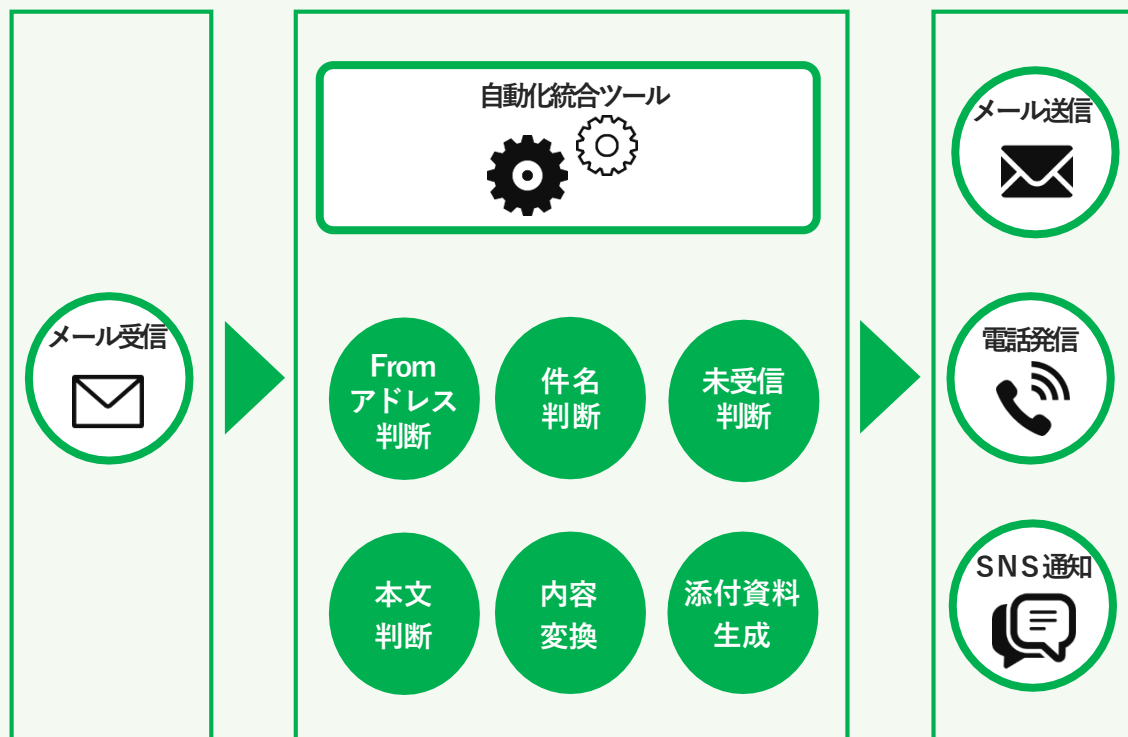 メール受信
自動化統合ツール
From
アドレス
判断
件名
判断
未受信
判断
本文
判断
内容
変換
添付資料
生成
メール送信
電話発信
SNS通知